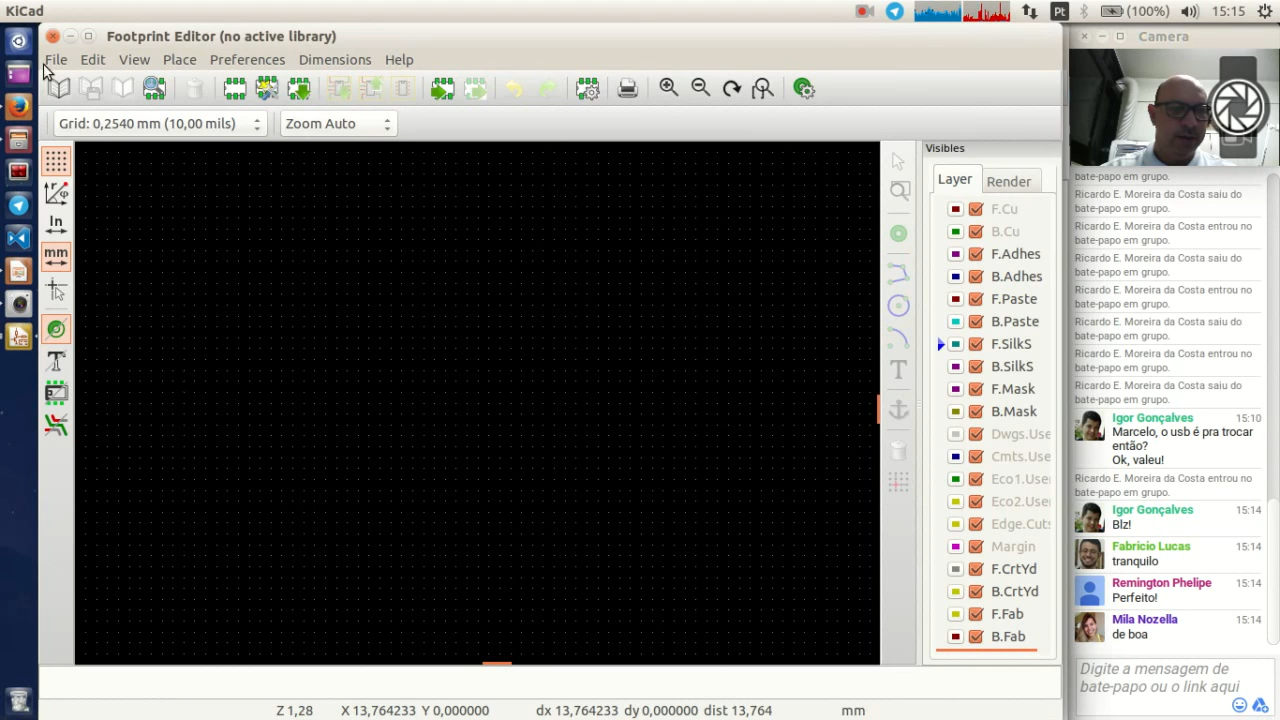 KiCad
Pt
(100%)
15:15
Footprint Editor (no active library)
File Edit View Place Preferences Dimensions Help
Grid: 0,2540 mm (10,00 mils)
Zoom Auto
In
mm
Visibles
Layer
Render
F.Cu
B.Cu
F.Adhes
B.Adhes
F.Paste
B.Paste
F.SilkS
B.SilkS
F.Mask
B.Mask
Dwgs.Use
Cmts.Use
Eco1.User
Eco2.User
Edge.Cuts
Margin
F.CrtYd
B.CrtYd
F.Fab
B.Fab
Z 1,28 X 13,764233 Y 0,000000 dx 13,764233 dy 0,000000 dist 13,764 mm
Camera
bate-papo em grupo.
Ricardo E. Moreira da Costa saiu do
bate-papo em grupo.
Ricardo E. Moreira da Costa entrou no
bate-papo em grupo.
Ricardo E. Moreira da Costa saiu do
bate-papo em grupo.
Ricardo E. Moreira da Costa entrou no
bate-papo em grupo.
Ricardo E. Moreira da Costa saiu do
bate-papo em grupo.
Ricardo E. Moreira da Costa entrou no
bate-papo em grupo.
Ricardo E. Moreira da Costa saiu do
bate-papo em grupo.
Igor Gonçalves 15:10
Marcelo, o usb é pra trocar
então?
Ok, valeu!
Ricardo E. Moreira da Costa entrou no
bate-papo em grupo.
Igor Gonçalves 15:14
Blz!
Fabricio Lucas 15:14
tranquilo
Remington Phelipe 15:14
Perfeito!
Mila Nozella 15:14
de boa
Digite a mensagem de
bate-papo ou o link aqui